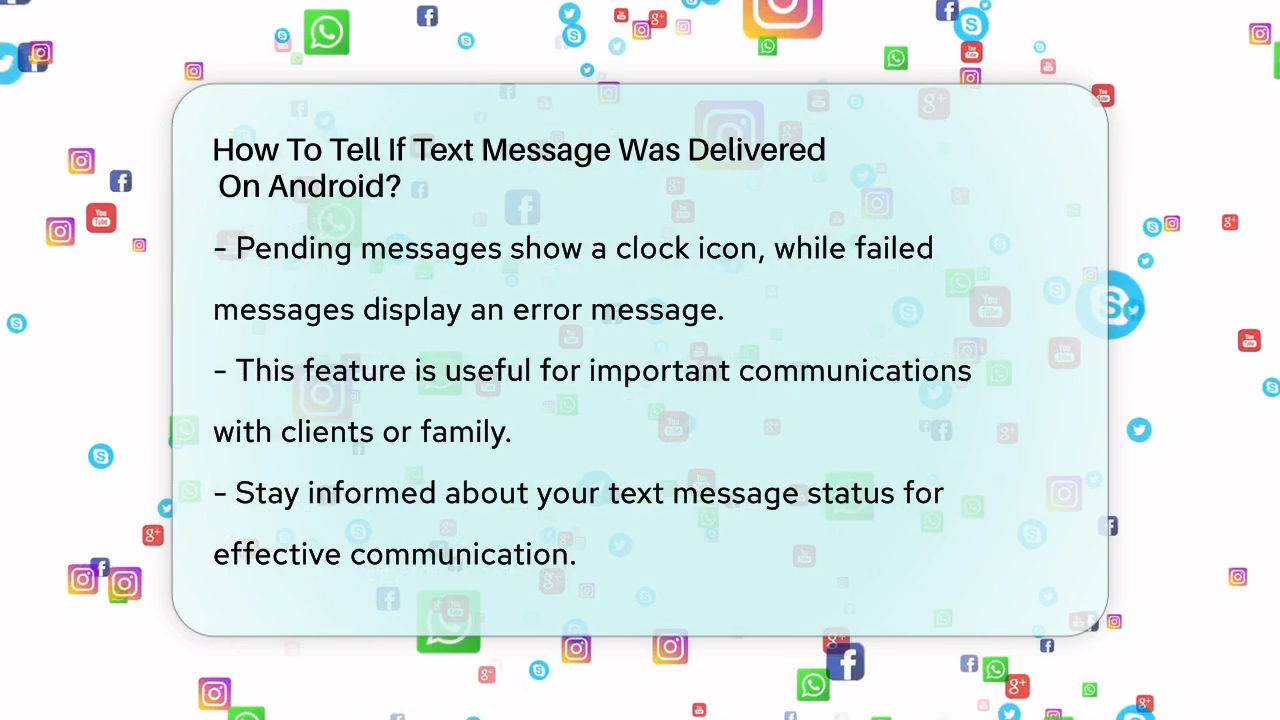 How To Tell If Text Message Was Delivered
On Android?
- Pending messages show a clock icon, while failed
messages display an error message.
- This feature is useful for important communications
with clients or family.
- Stay informed about your text message status for
effective communication.